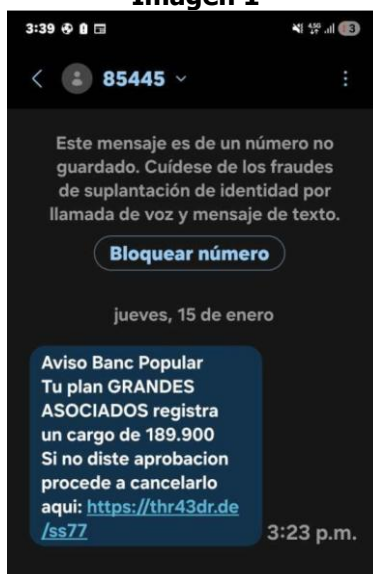 Imagen 1
3:39
4.5G
3
85445
Este mensaje es de un número no
guardado. Cuídese de los fraudes
de suplantación de identidad por
llamada de voz y mensaje de texto.
Bloquear número
jueves, 15 de enero
Aviso Banc Popular
Tu plan GRANDES
ASOCIADOS registra
un cargo de 189.900
Si no diste aprobacion
procede a cancelarlo
aqui: https://thr43dr.de
/ss77
3:23 p.m.